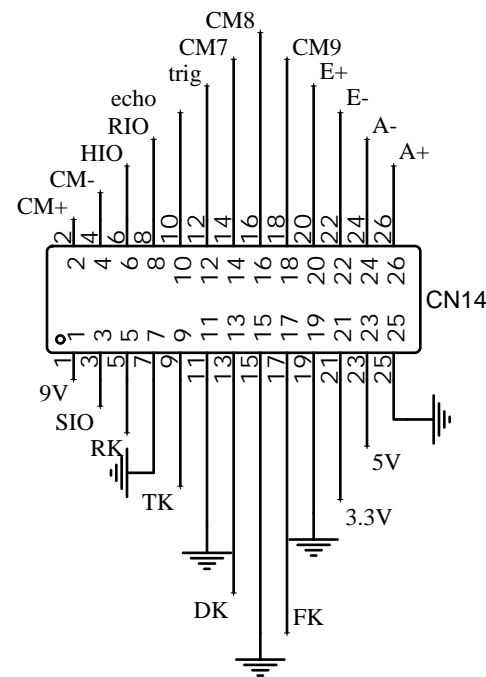 CM8
CM7 CM9
trig E+
echo E-
RIO A-
HIO A+
CM-
CM+
2 4 6 8 10 12 14 16 18 20 22 24 26
2 4 6 8 10 12 14 16 18 20 22 24 26
CN14
1 3 5 7 9 11 13 15 17 19 21 23 25
1 3 5 7 9 11 13 15 17 19 21 23 25
9V
SIO
RK 5V
TK 3.3V
DK FK